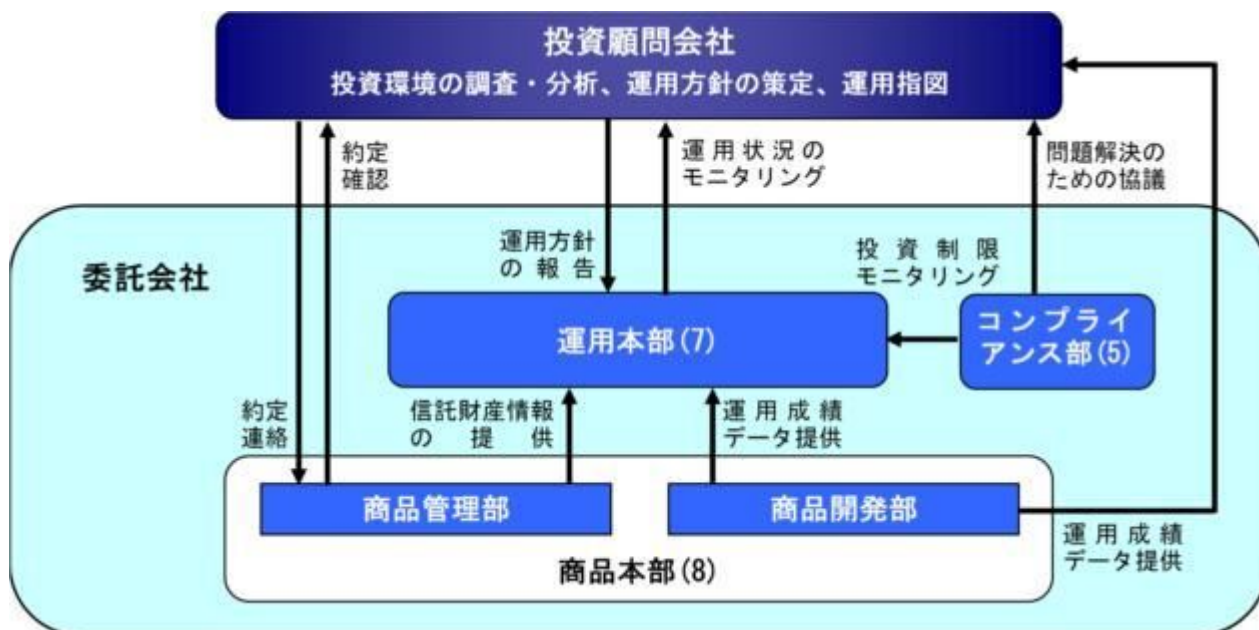 投資顧問会社
投資環境の調査・分析、運用方針の策定、運用指図
約定
確認
運用状況の
モニタリング
問題解決の
ための協議
運用方針
の報告
投資制限
モニタリング
委託会社
運用本部(7)
コンプライ
アンス部(5)
約定
連絡
信託財産情報
の提供
運用成績
データ提供
商品管理部
商品開発部
運用成績
データ提供
商品本部(8)